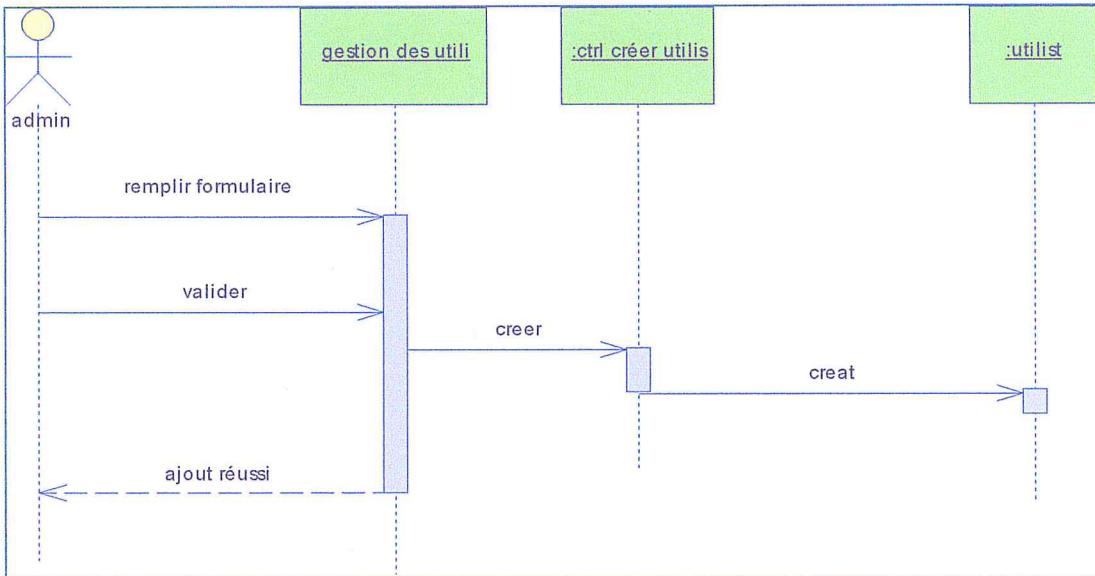 gestion des utili
:ctrl créer utilis
:utilist
admin
remplir formulaire
valider
creer
creat
ajout réussi